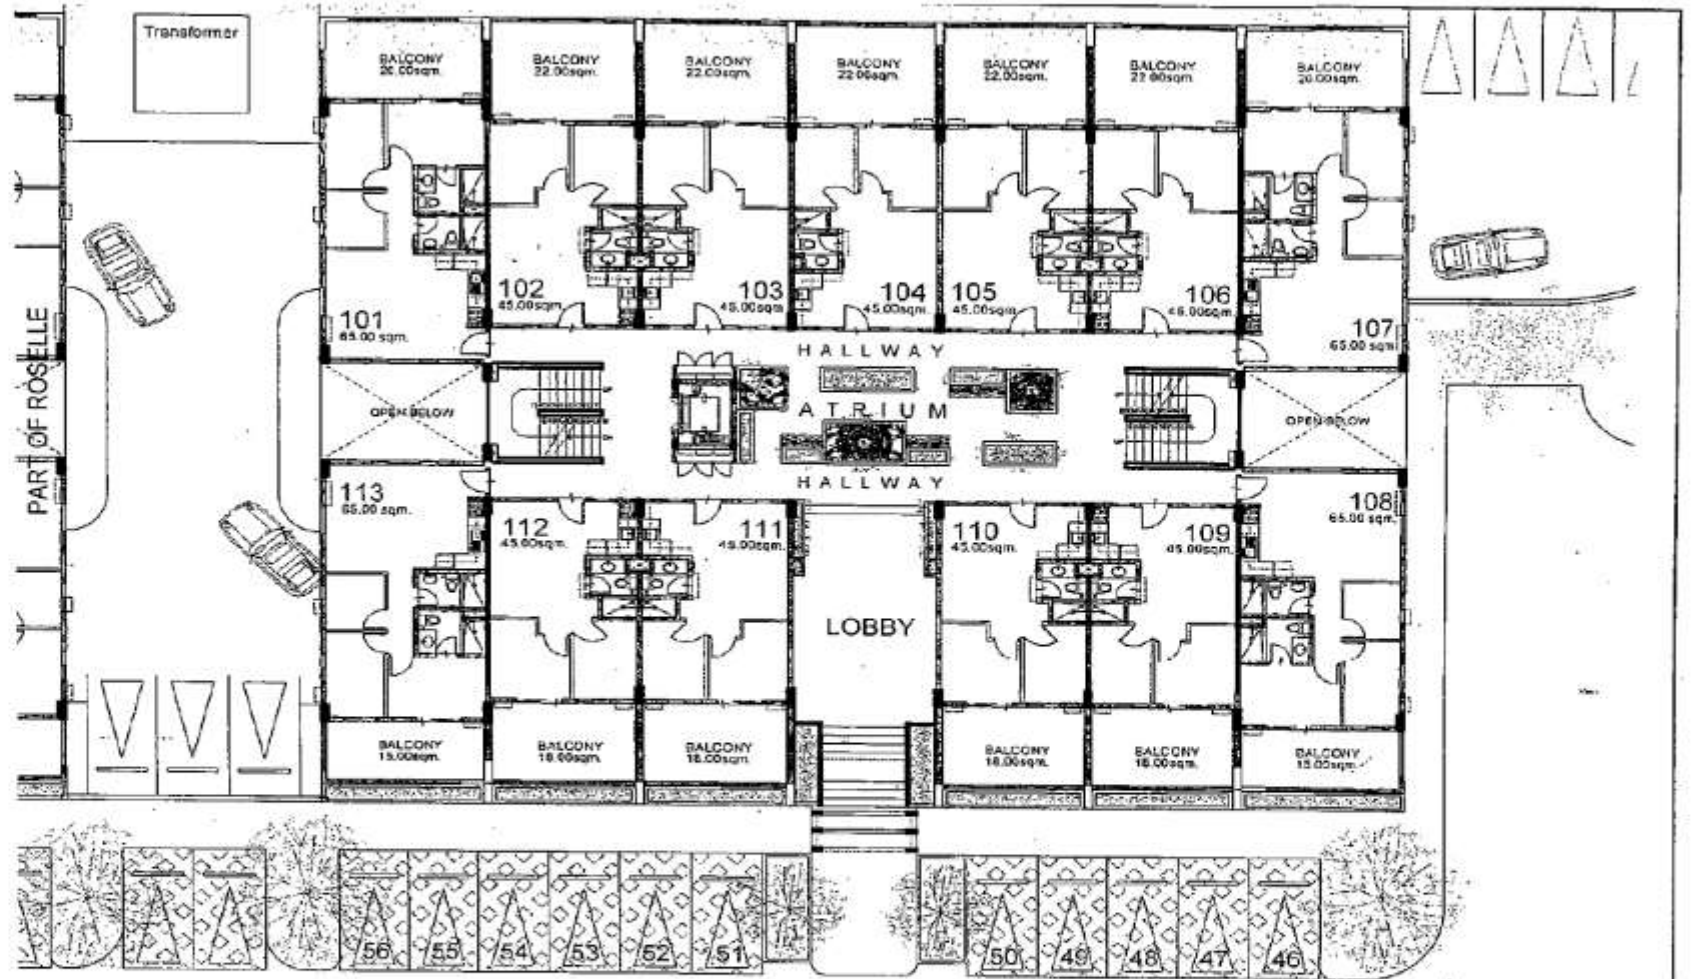 Transformer
BALCONY
20.00sqm.
BALCONY
22.00sqm.
BALCONY
22.00sqm.
BALCONY
22.00sqm.
BALCONY
22.00sqm.
BALCONY
22.00sqm.
BALCONY
20.00sqm.
101
65.00 sqm.
102
45.00sqm.
103
45.00sqm.
104
45.00sqm.
105
45.00sqm.
106
45.00sqm.
107
65.00 sqm
PART OF ROSELLE
HALLWAY
OPEN BELOW
ATRIUM
OPEN BELOW
HALLWAY
113
65.00 sqm.
112
45.00sqm.
111
45.00sqm.
110
45.00sqm.
109
45.00sqm.
108
65.00 sqm.
LOBBY
BALCONY
15.00sqm.
BALCONY
18.00sqm.
BALCONY
18.00sqm.
BALCONY
18.00sqm.
BALCONY
18.00sqm.
BALCONY
15.00sqm.
56
55
54
53
52
51
50
49
48
47
46